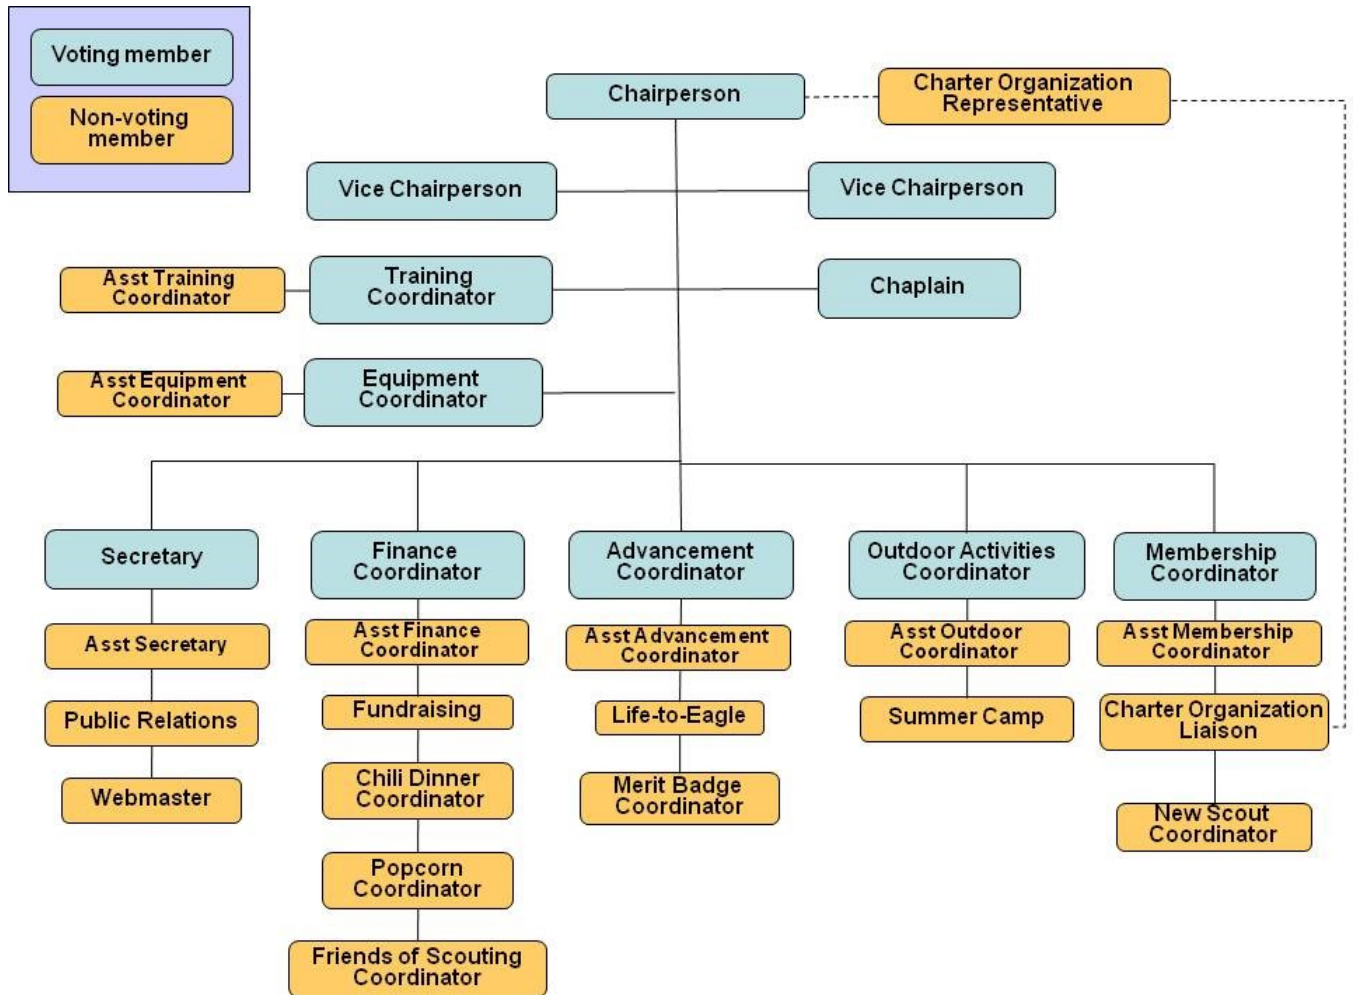 Voting member
Non-voting
member
Chairperson
Charter Organization
Representative
Vice Chairperson
Vice Chairperson
Asst Training
Coordinator
Training
Coordinator
Chaplain
Asst Equipment
Coordinator
Equipment
Coordinator
Secretary
Finance
Coordinator
Advancement
Coordinator
Outdoor Activities
Coordinator
Membership
Coordinator
Asst Secretary
Asst Finance
Coordinator
Asst Advancement
Coordinator
Asst Outdoor
Coordinator
Asst Membership
Coordinator
Public Relations
Fundraising
Life-to-Eagle
Summer Camp
Charter Organization
Liaison
Webmaster
Chili Dinner
Coordinator
Merit Badge
Coordinator
New Scout
Coordinator
Popcorn
Coordinator
Friends of Scouting
Coordinator